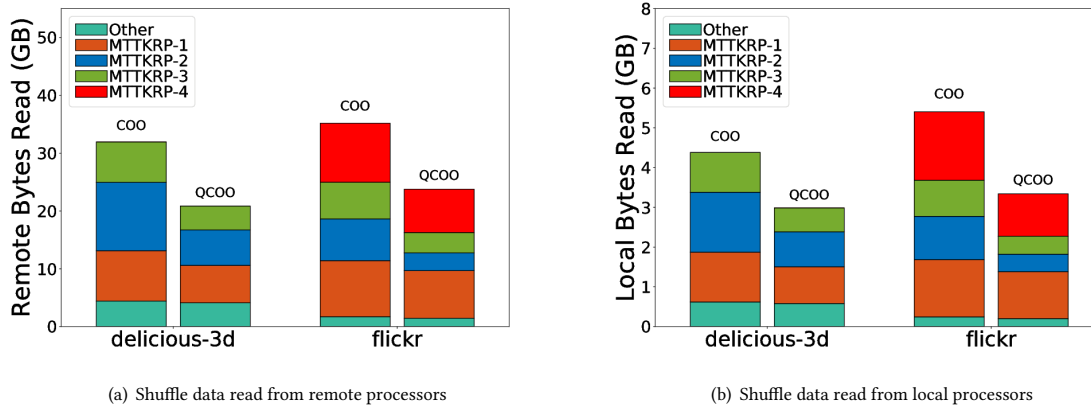 Remote Bytes Read (GB)
50
40
30
20
10
0
Other
MTTKRP-1
MTTKRP-2
MTTKRP-3
MTTKRP-4
COO
QCOO
COO
QCOO
delicious-3d
flickr
(a) Shuffle data read from remote processors
Local Bytes Read (GB)
8
7
6
5
4
3
2
1
0
Other
MTTKRP-1
MTTKRP-2
MTTKRP-3
MTTKRP-4
COO
QCOO
COO
QCOO
delicious-3d
flickr
(b) Shuffle data read from local processors